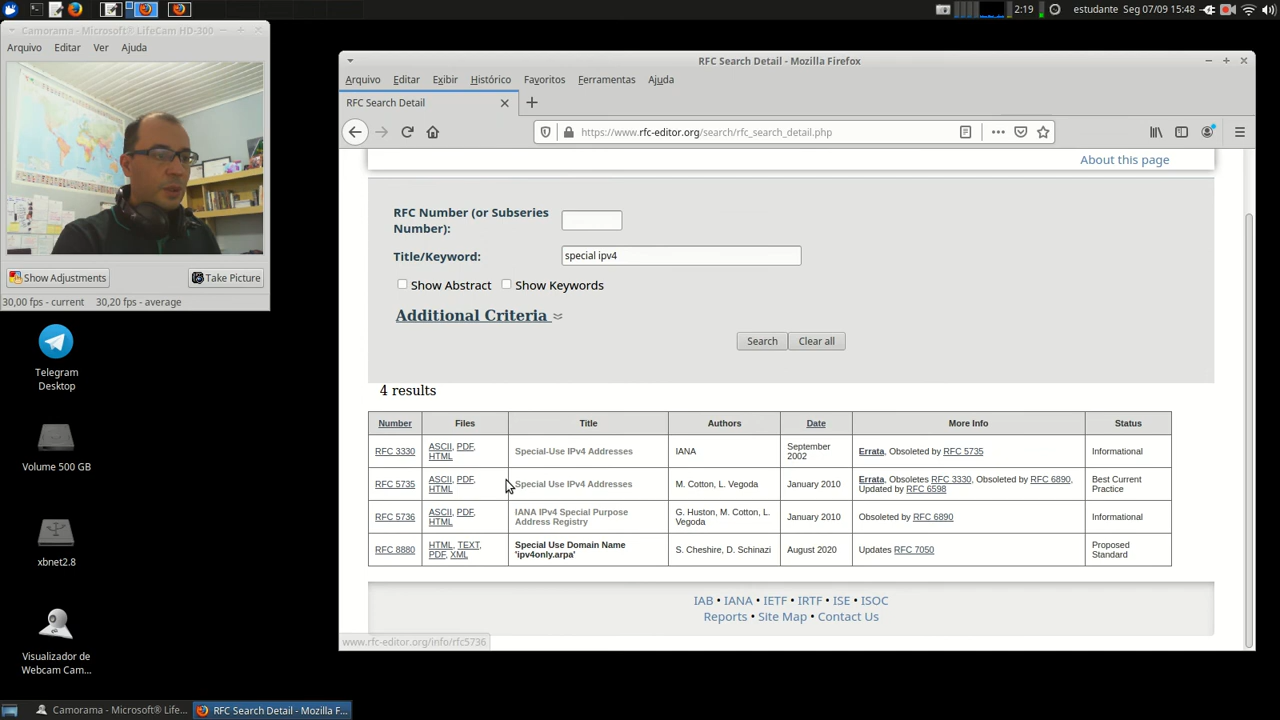 2:19
estudante Seg 07/09 15:48
Camorama - Microsoft® LifeCam HD-300
Arquivo Editar Ver Ajuda
Show Adjustments Take Picture
30,00 fps - current 30,20 fps - average
Telegram
Desktop
Volume 500 GB
xbnet2.8
Visualizador de
Webcam Cam...
RFC Search Detail - Mozilla Firefox
Arquivo Editar Exibir Histórico Favoritos Ferramentas Ajuda
RFC Search Detail
https://www.rfc-editor.org/search/rfc_search_detail.php
About this page
RFC Number (or Subseries
Number):
Title/Keyword: special ipv4
Show Abstract Show Keywords
Additional Criteria
Search Clear all
4 results
Number Files Title Authors Date More Info Status
RFC 3330 ASCII, PDF, HTML Special-Use IPv4 Addresses IANA September 2002 Errata, Obsoleted by RFC 5735 Informational
RFC 5735 ASCII, PDF, HTML Special Use IPv4 Addresses M. Cotton, L. Vegoda January 2010 Errata, Obsoletes RFC 3330, Obsoleted by RFC 6890, Updated by RFC 6598 Best Current Practice
RFC 5736 ASCII, PDF, HTML IANA IPv4 Special Purpose Address Registry G. Huston, M. Cotton, L. Vegoda January 2010 Obsoleted by RFC 6890 Informational
RFC 8880 HTML, TEXT, PDF, XML Special Use Domain Name 'ipv4only.arpa' S. Cheshire, D. Schinazi August 2020 Updates RFC 7050 Proposed Standard
IAB • IANA • IETF • IRTF • ISE • ISOC
Reports • Site Map • Contact Us
www.rfc-editor.org/info/rfc5736
Camorama - Microsoft® LifeCam... 
RFC Search Detail - Mozilla F...